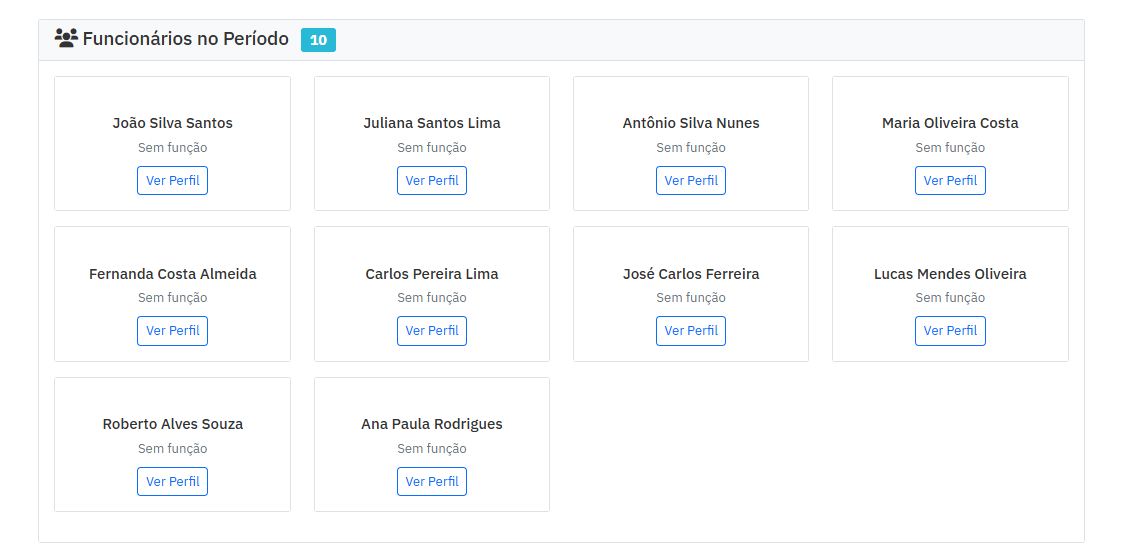 Funcionários no Período 10
João Silva Santos
Sem função
Ver Perfil
Juliana Santos Lima
Sem função
Ver Perfil
Antônio Silva Nunes
Sem função
Ver Perfil
Maria Oliveira Costa
Sem função
Ver Perfil
Fernanda Costa Almeida
Sem função
Ver Perfil
Carlos Pereira Lima
Sem função
Ver Perfil
José Carlos Ferreira
Sem função
Ver Perfil
Lucas Mendes Oliveira
Sem função
Ver Perfil
Roberto Alves Souza
Sem função
Ver Perfil
Ana Paula Rodrigues
Sem função
Ver Perfil